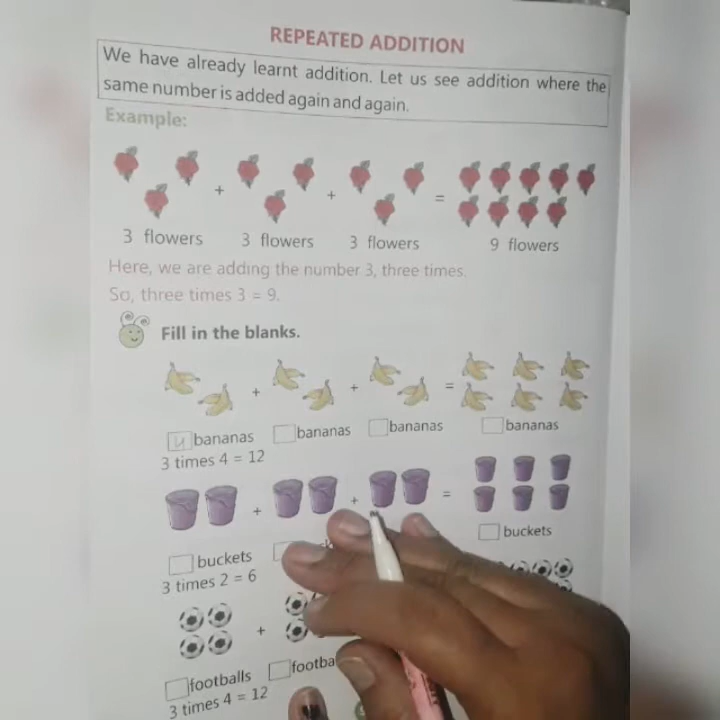 REPEATED ADDITION
We have already learnt addition. Let us see addition where the
same number is added again and again.
Example:
+ + =
3 flowers 3 flowers 3 flowers 9 flowers
Here, we are adding the number 3, three times.
So, three times 3 = 9.
Fill in the blanks.
+ + =
4 bananas bananas bananas bananas
3 times 4 = 12
+ + =
buckets buckets
3 times 2 = 6
+
footballs
3 times 4 = 12